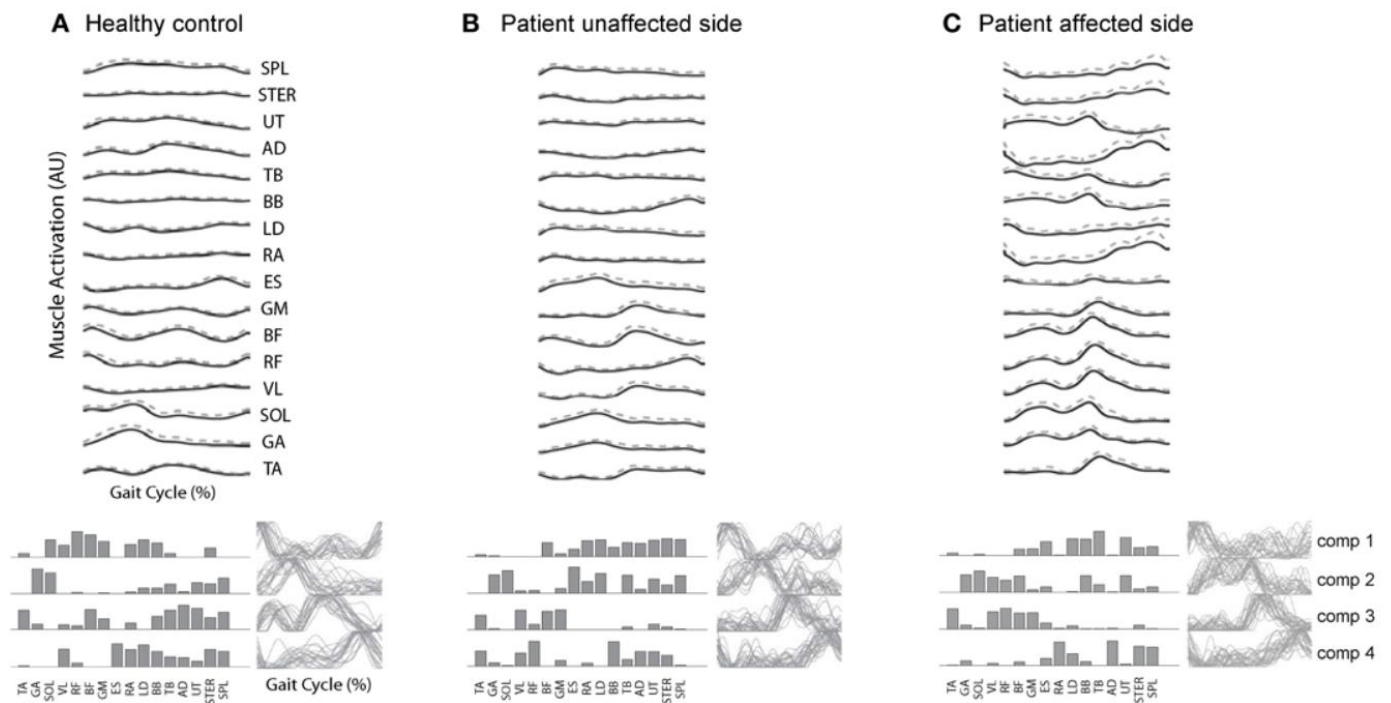 A Healthy control
B Patient unaffected side
C Patient affected side
Muscle Activation (AU)
SPL
STER
UT
AD
TB
BB
LD
RA
ES
GM
BF
RF
VL
SOL
GA
TA
Gait Cycle (%)
comp 1
comp 2
comp 3
comp 4
Gait Cycle (%)
TA GA SOL VL RF BF GM ES RA LD BB TB AD UT STER SPL
TA GA SOL VL RF BF GM ES RA LD BB TB AD UT STER SPL
TA GA SOL VL RF BF GM ES RA LD BB TB AD UT STER SPL